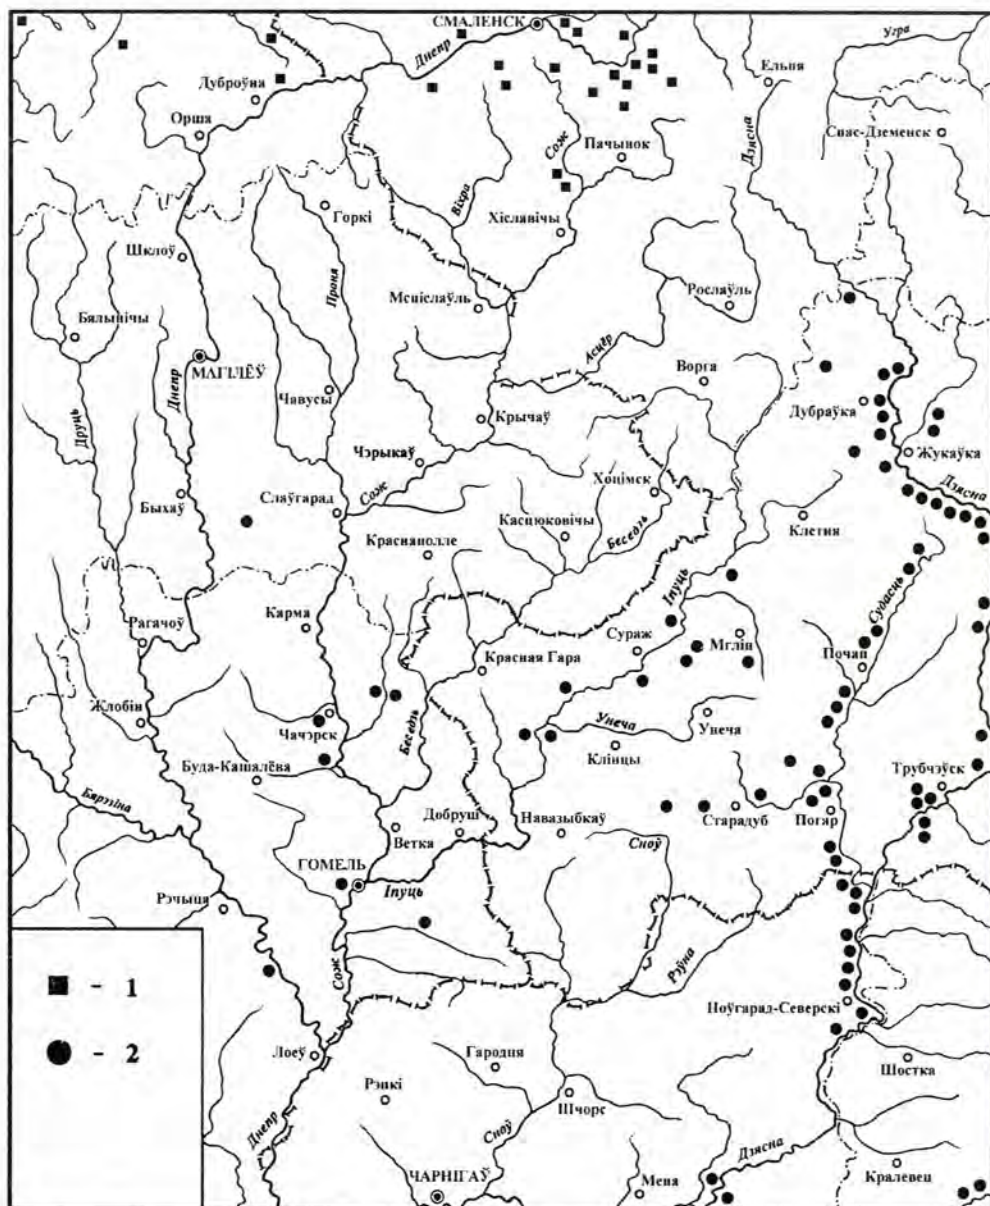 СМАЛЕНСК
Днепр
Угра
Ельня
Дуброўна
Орша
Дзясна
Спас-Дземенск
Сож
Пачынок
Віхра
Горкі
Хіславічы
Шклоў
Проня
Мсціслаўль
Рослаўль
Бялынічы
МАГІЛЁЎ
Днепр
Асцёр
Ворга
Чавусы
Дубраўка
Друць
Крычаў
Чэрыкаў
Жукаўка
Хоцімск
Дзясна
Быхаў
Слаўгарад
Сож
Касцюковічы
Клетня
Краснаполле
Беседзь
Іпуць
Судасць
Карма
Рагачоў
Сураж
Мглін
Красная Гара
Почап
Жлобін
Чачэрск
Беседзь
Унеча
Унеча
Клінцы
Буда-Кашалёва
Трубчэўск
Бярэзіна
Ветка
Добруш
Навазыбкаў
Старадуб
Погар
Сноў
ГОМЕЛЬ
Іпуць
Рэчыца
Сож
Рэўна
1
2
Ноўгарад-Северскі
Лоеў
Гародня
Шостка
Рэпкі
Шчорс
Днепр
Сноў
Дзясна
ЧАРНІГАЎ
Мена
Кралевец